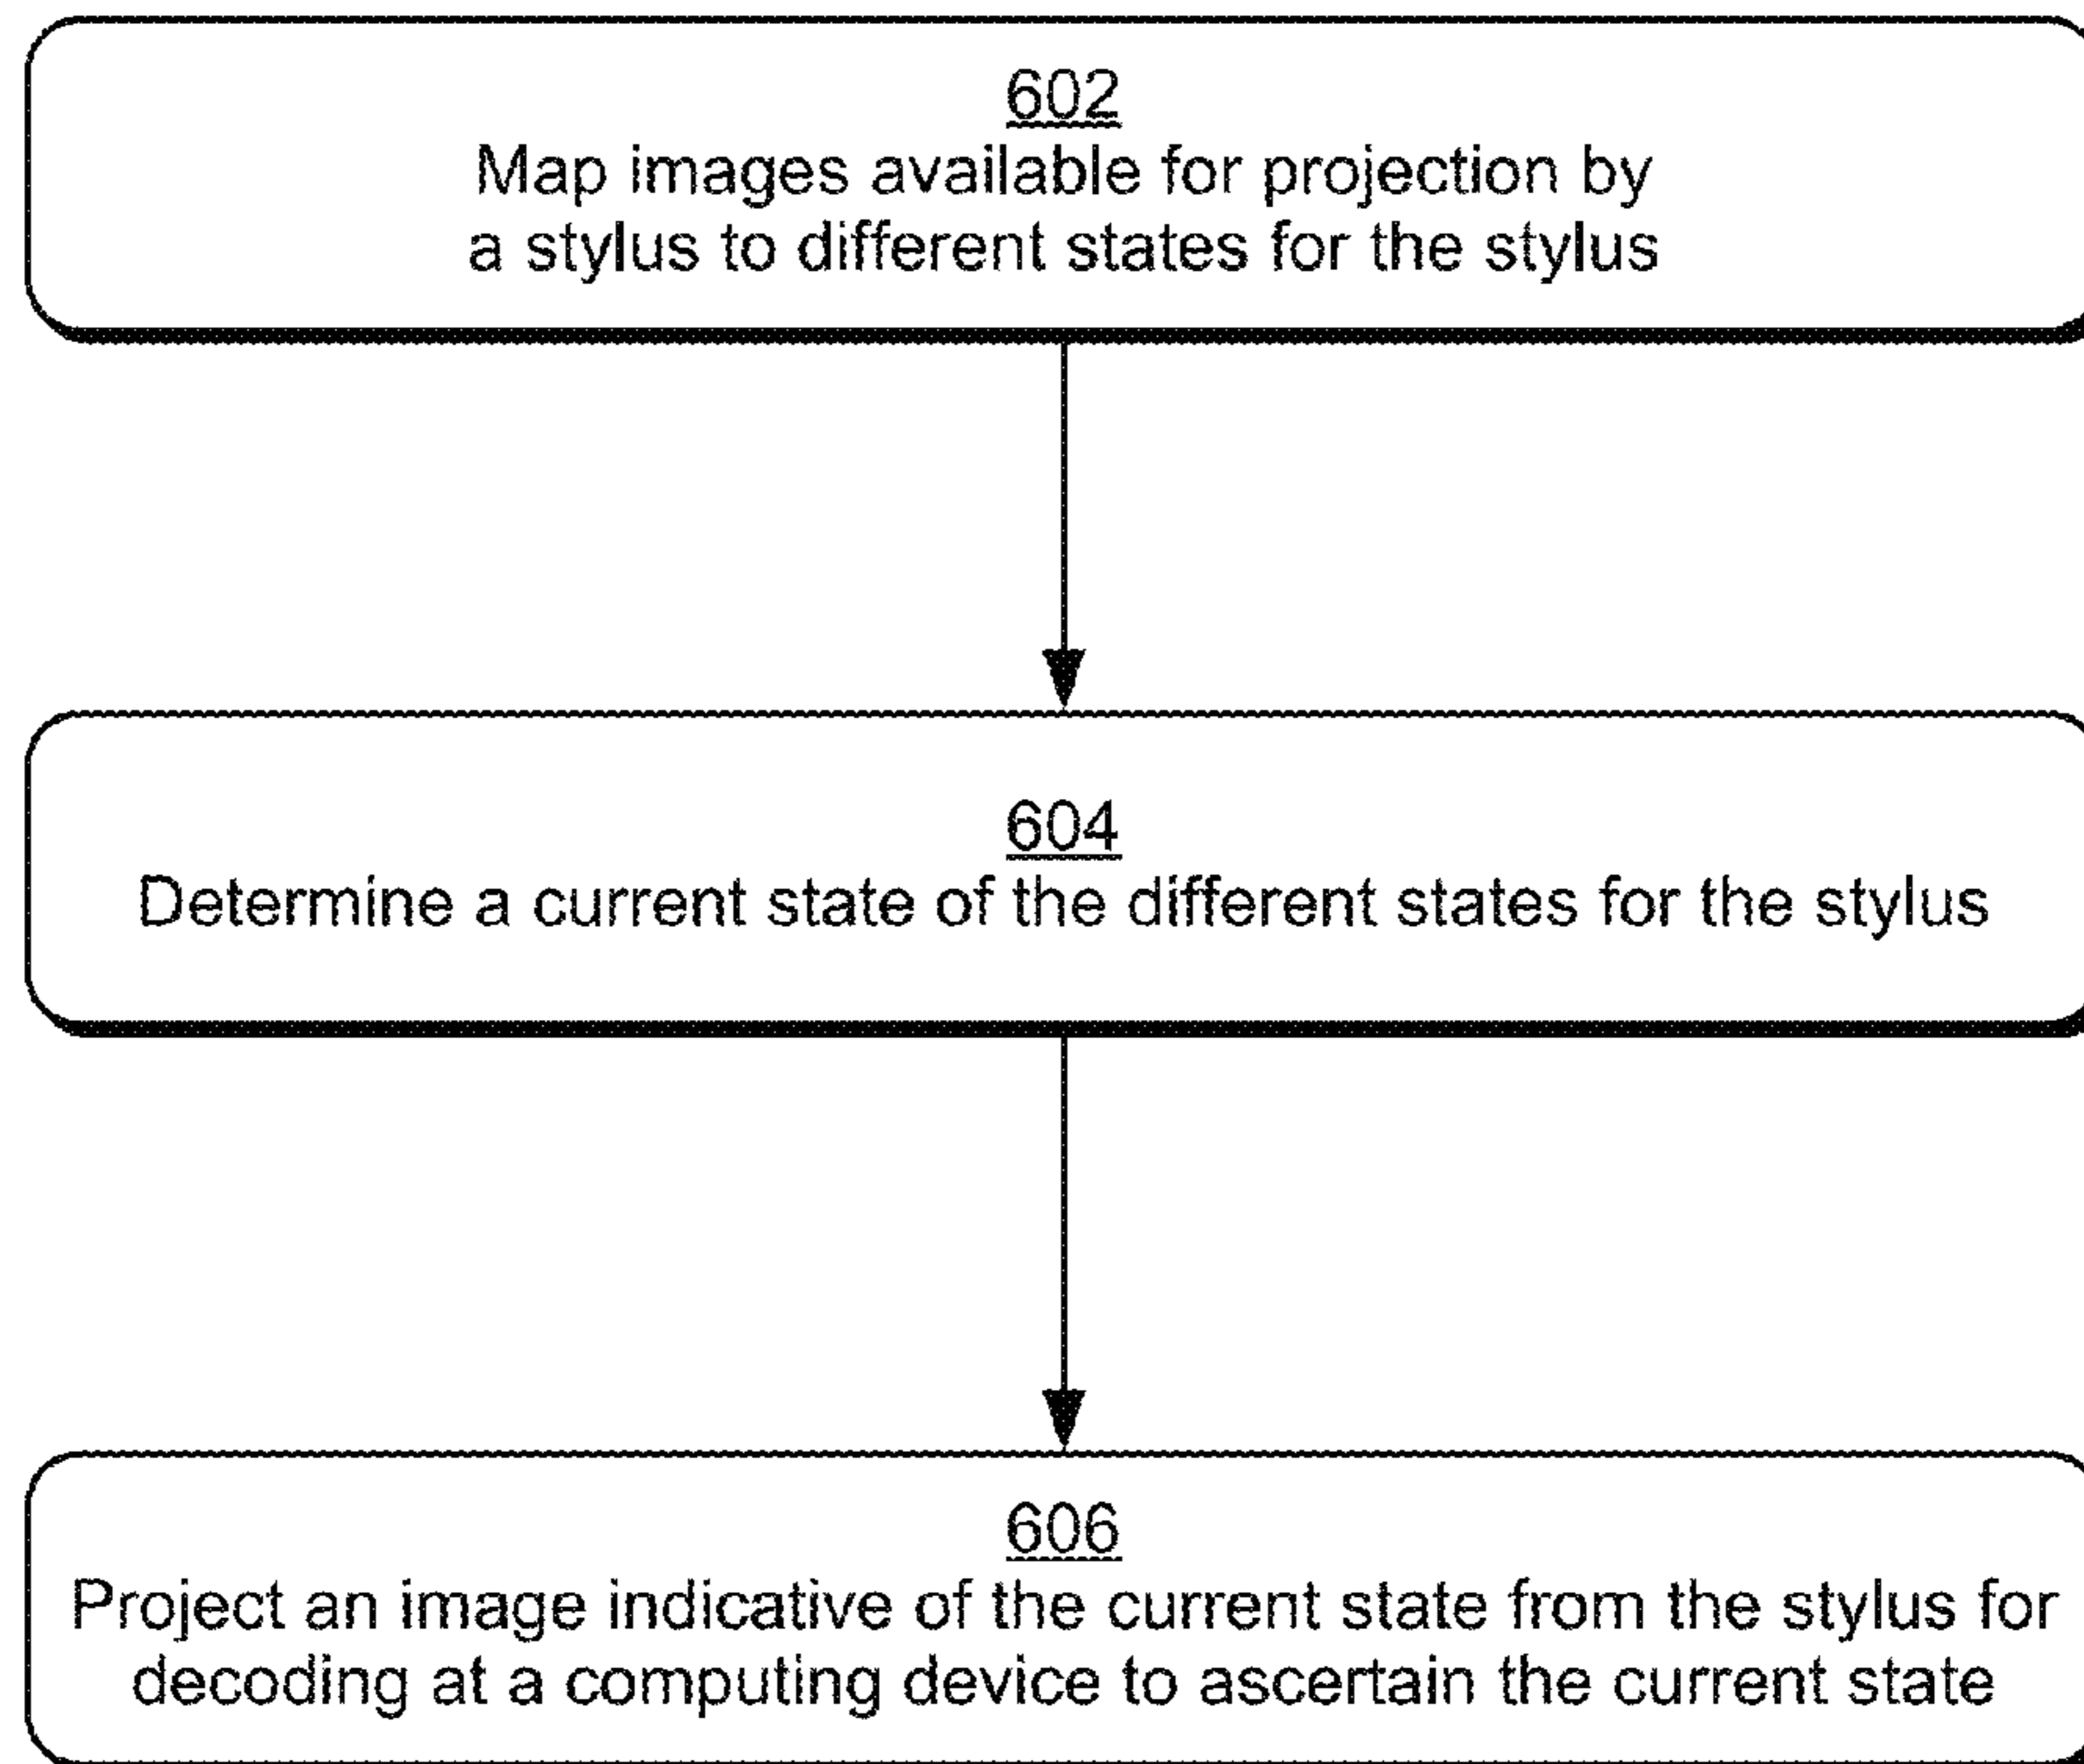 602
Map images available for projection by
a stylus to different states for the stylus
604
Determine a current state of the different states for the stylus
606
Project an image indicative of the current state from the stylus for
decoding at a computing device to ascertain the current state